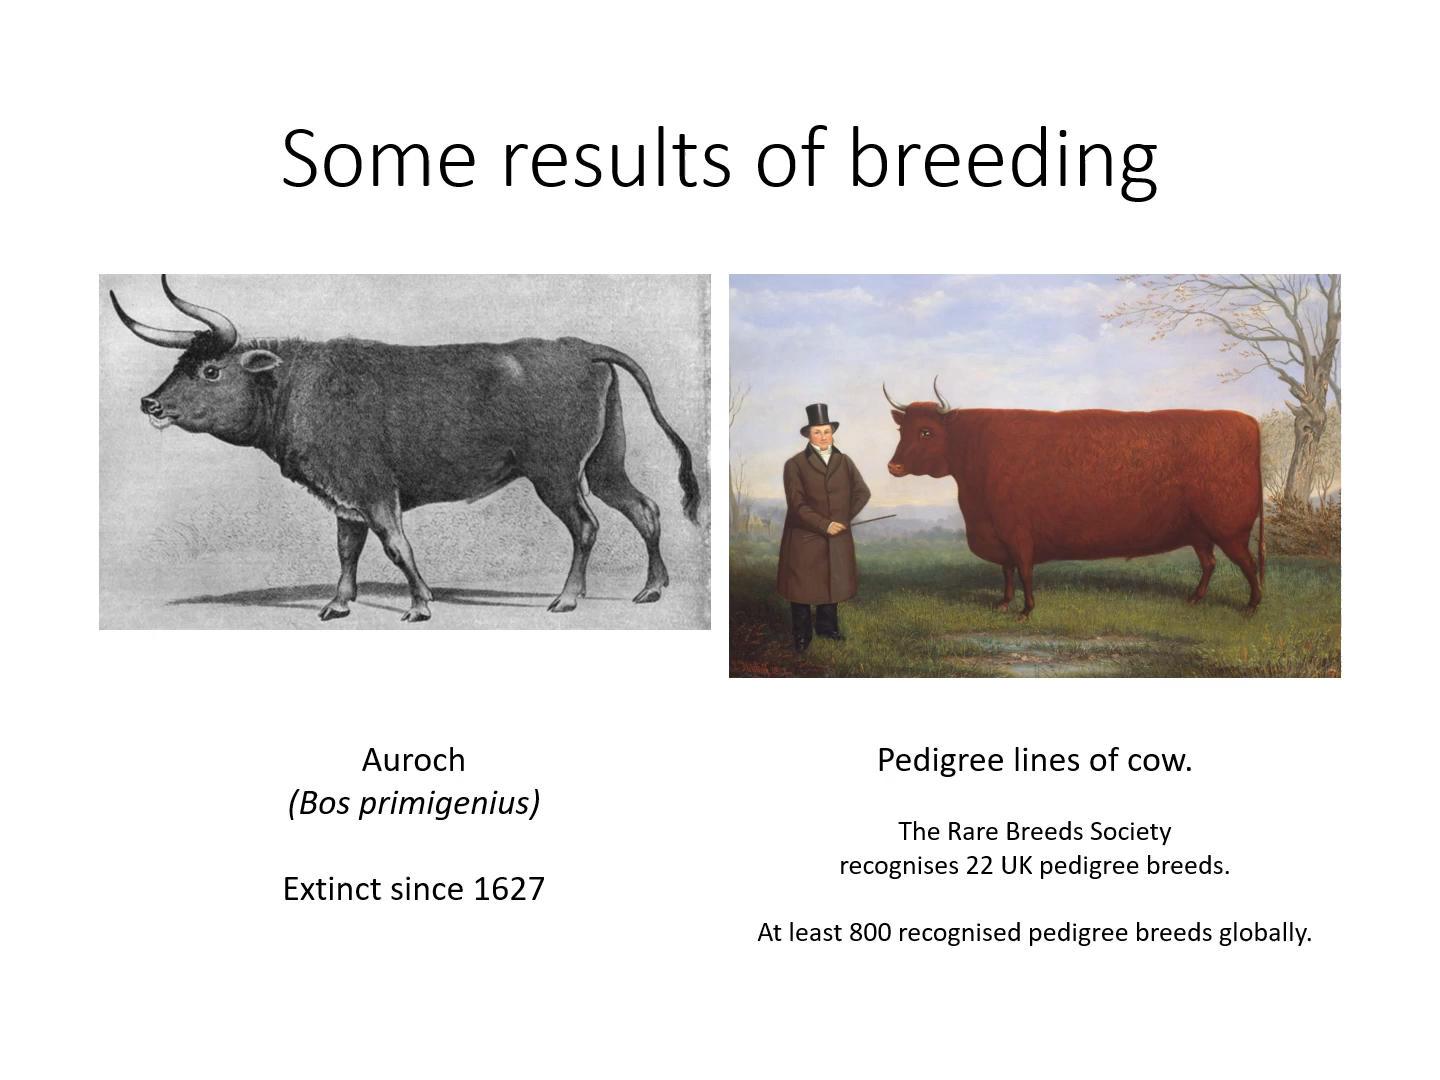 Some results of breeding
Auroch
(Bos primigenius)
Extinct since 1627
Pedigree lines of cow.
The Rare Breeds Society
recognises 22 UK pedigree breeds.
At least 800 recognised pedigree breeds globally.